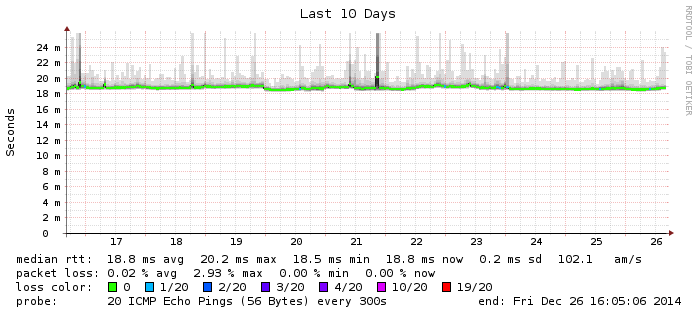 Last 10 Days
RRDTOOL / TOBI OETIKER
Seconds
24 m
22 m
20 m
18 m
16 m
14 m
12 m
10 m
8 m
6 m
4 m
2 m
0
17 18 19 20 21 22 23 24 25 26
median rtt: 18.8 ms avg 20.2 ms max 18.5 ms min 18.8 ms now 0.2 ms sd 102.1 am/s
packet loss: 0.02 % avg 2.93 % max 0.00 % min 0.00 % now
loss color: 0 1/20 2/20 3/20 4/20 10/20 19/20
probe: 20 ICMP Echo Pings (56 Bytes) every 300s end: Fri Dec 26 16:05:06 2014